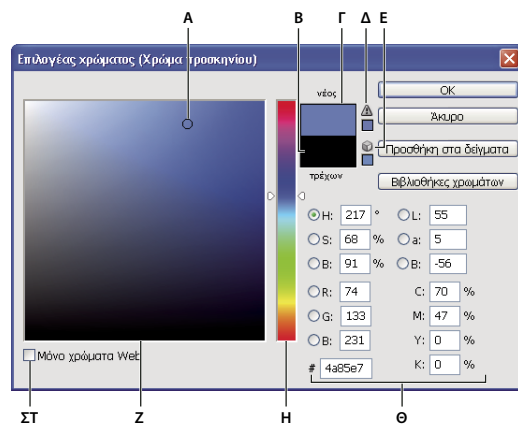 Α Β Γ Δ Ε
Επιλογέας χρώματος (Χρώμα προσκηνίου)
νέος
OK
Άκυρο
Προσθήκη στα δείγματα
τρέχων
Βιβλιοθήκες χρωμάτων
H: 217 ° L: 55
S: 68 % a: 5
B: 91 % B: -56
R: 74 C: 70 %
G: 133 M: 47 %
B: 231 Y: 0 %
Μόνο χρώματα Web
# 4a85e7 K: 0 %
ΣΤ Ζ Η Θ